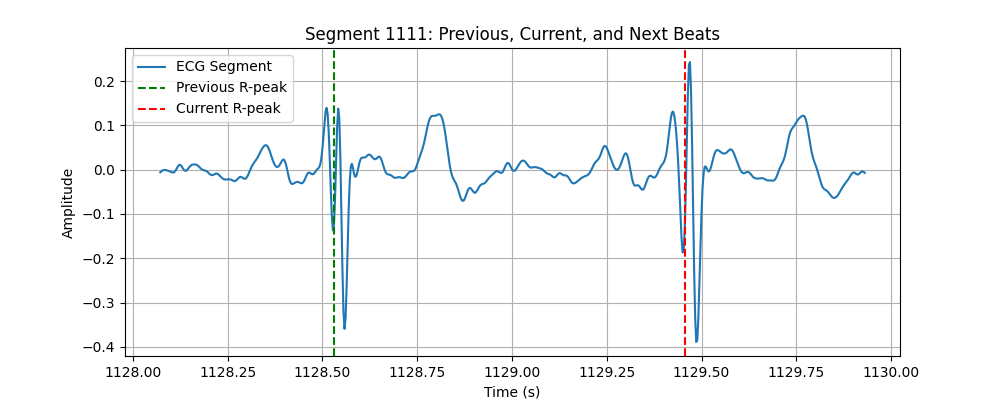 Segment 1111: Previous, Current, and Next Beats
ECG Segment
Previous R-peak
Current R-peak
0.2
0.1
0.0
−0.1
−0.2
−0.3
−0.4
Amplitude
1128.00 1128.25 1128.50 1128.75 1129.00 1129.25 1129.50 1129.75 1130.00
Time (s)